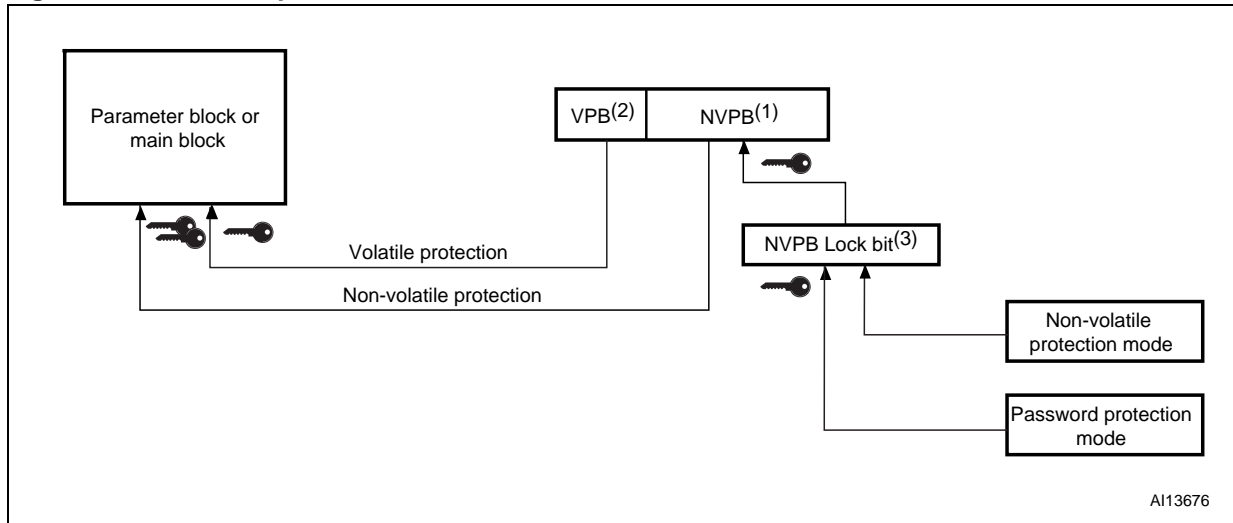 Parameter block or
main block
VPB(2)
NVPB(1)
NVPB Lock bit(3)
Volatile protection
Non-volatile protection
Non-volatile
protection mode
Password protection
mode
AI13676